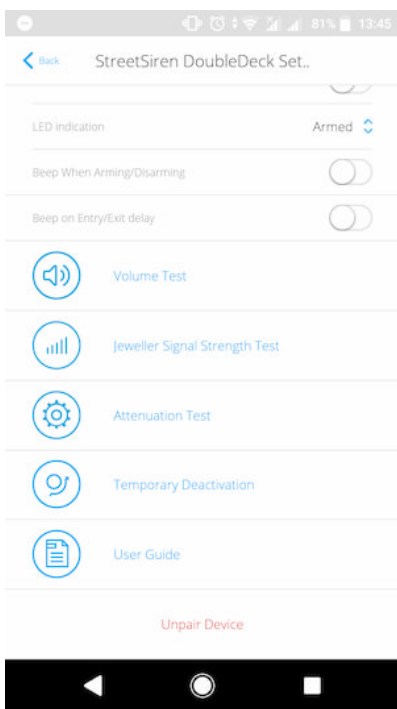 81% 13:45
Back StreetSiren DoubleDeck Set..
LED indication Armed
Beep When Arming/Disarming
Beep on Entry/Exit delay
Volume Test
Jeweller Signal Strength Test
Attenuation Test
Temporary Deactivation
User Guide
Unpair Device